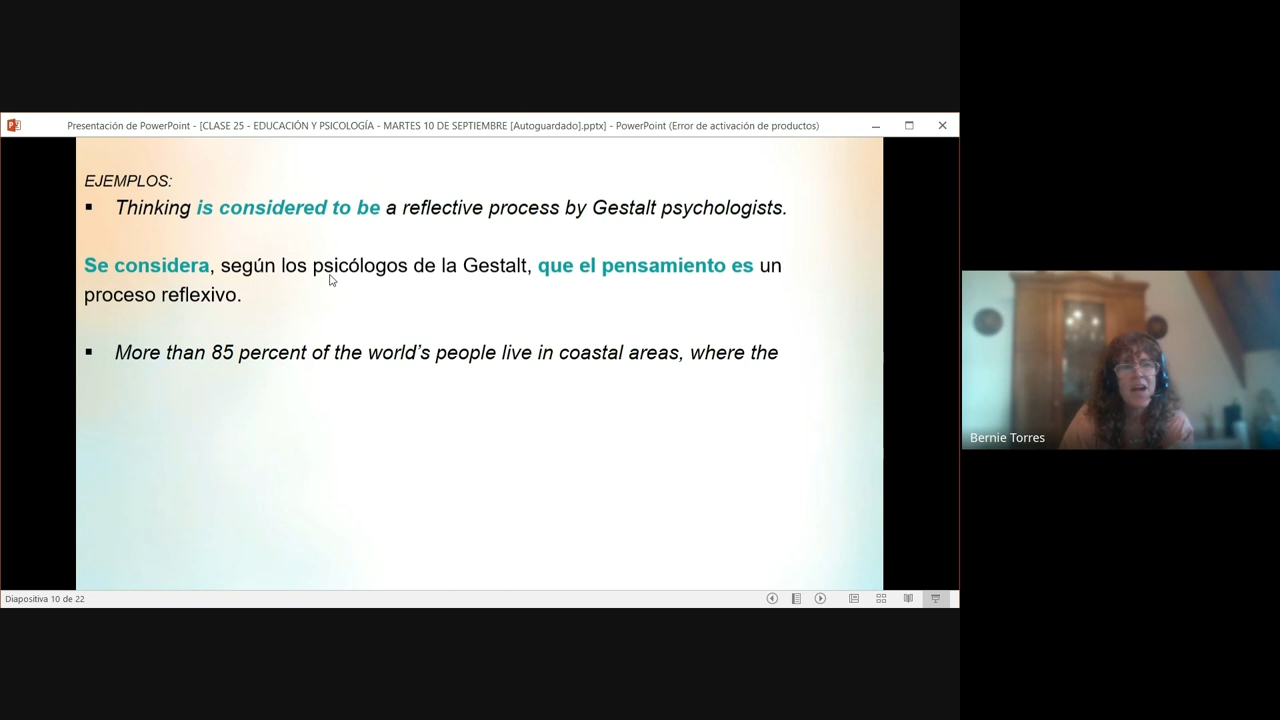 Presentación de PowerPoint - [CLASE 25 - EDUCACIÓN Y PSICOLOGÍA - MARTES 10 DE SEPTIEMBRE [Autoguardado].pptx] - PowerPoint (Error de activación de productos)
EJEMPLOS:
▪ Thinking is considered to be a reflective process by Gestalt psychologists.
Se considera, según los psicólogos de la Gestalt, que el pensamiento es un
proceso reflexivo.
▪ More than 85 percent of the world’s people live in coastal areas, where the
Bernie Torres
Diapositiva 10 de 22